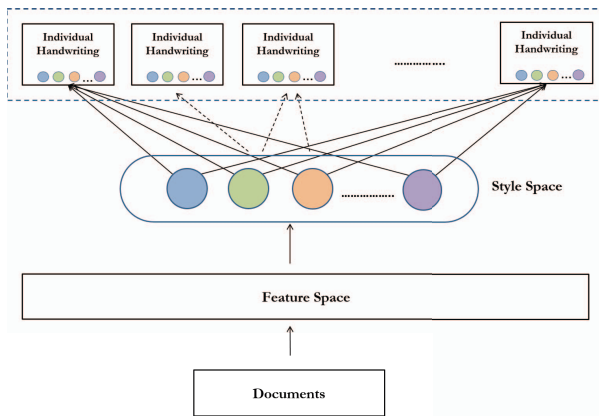 Individual
Handwriting
...
Individual
Handwriting
...
Individual
Handwriting
...
................
Individual
Handwriting
...
................
Style Space
Feature Space
Documents